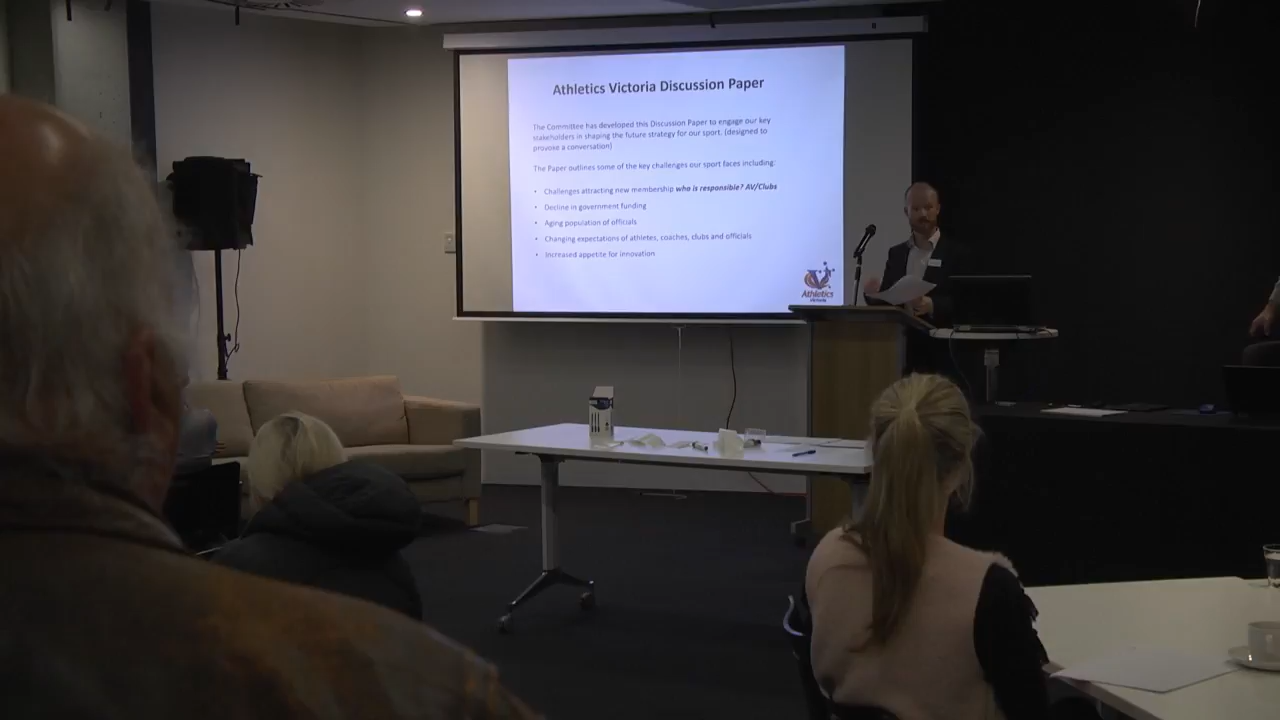 Athletics Victoria Discussion Paper
The Committee has developed this Discussion Paper to engage our key
stakeholders in shaping the future strategy for our sport. (designed to
provoke a conversation)
The Paper outlines some of the key challenges our sport faces including:
• Challenges attracting new membership who is responsible? AV/Clubs
• Decline in government funding
• Aging population of officials
• Changing expectations of athletes, coaches, clubs and officials
• Increased appetite for innovation
Athletics
Victoria